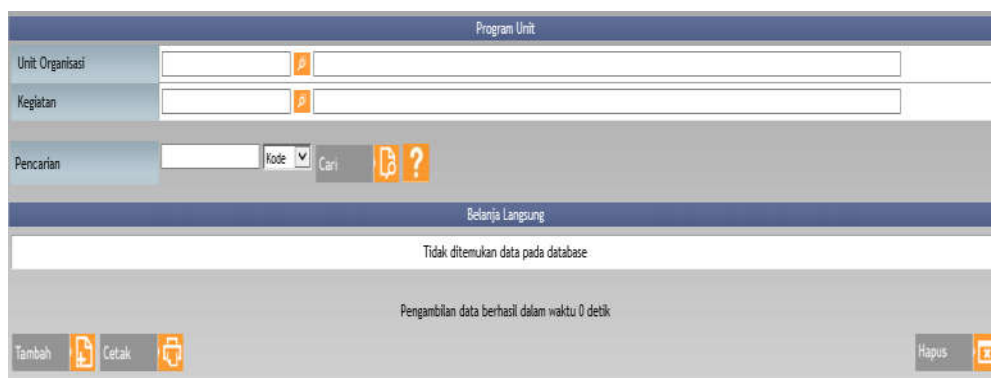 Program Unit
Unit Organisasi
Kegiatan
Pencarian Kode Cari ?
Belanja Langsung
Tidak ditemukan data pada database
Pengambilan data berhasil dalam waktu 0 detik
Tambah Cetak Hapus